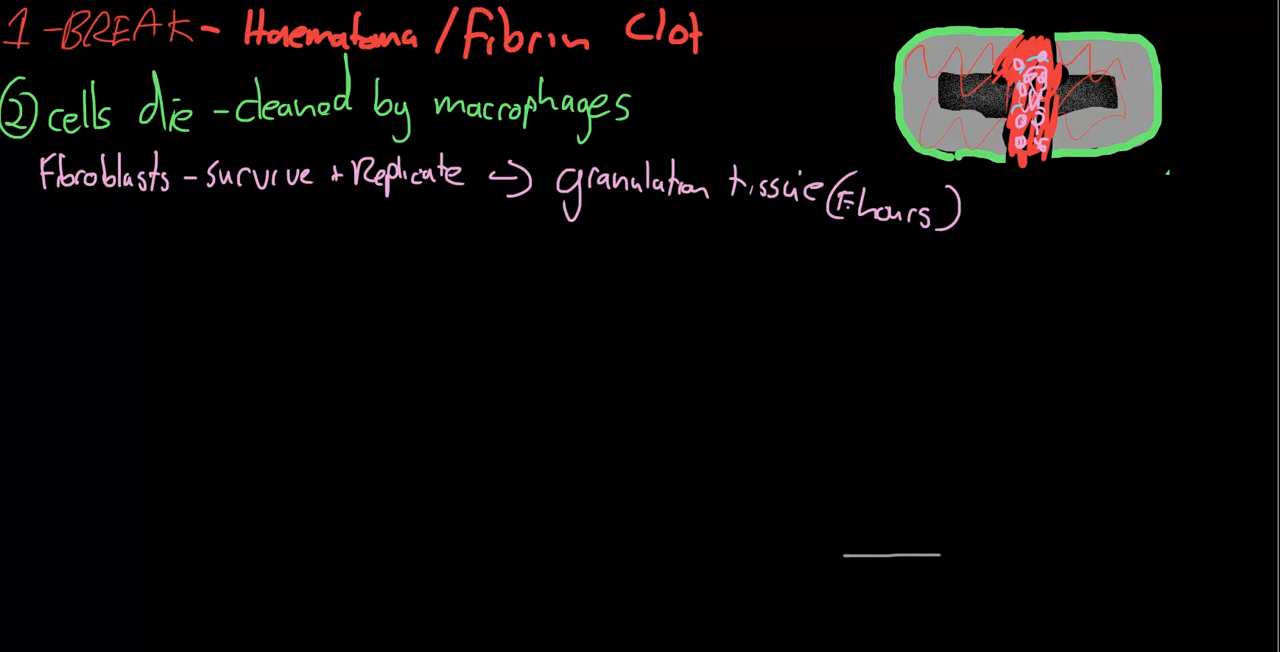 1-BREAK- Haematoma / Fibrin Clot
② cells die - cleaned by macrophages
Fibroblasts - survive + Replicate → granulation tissue ( hours)